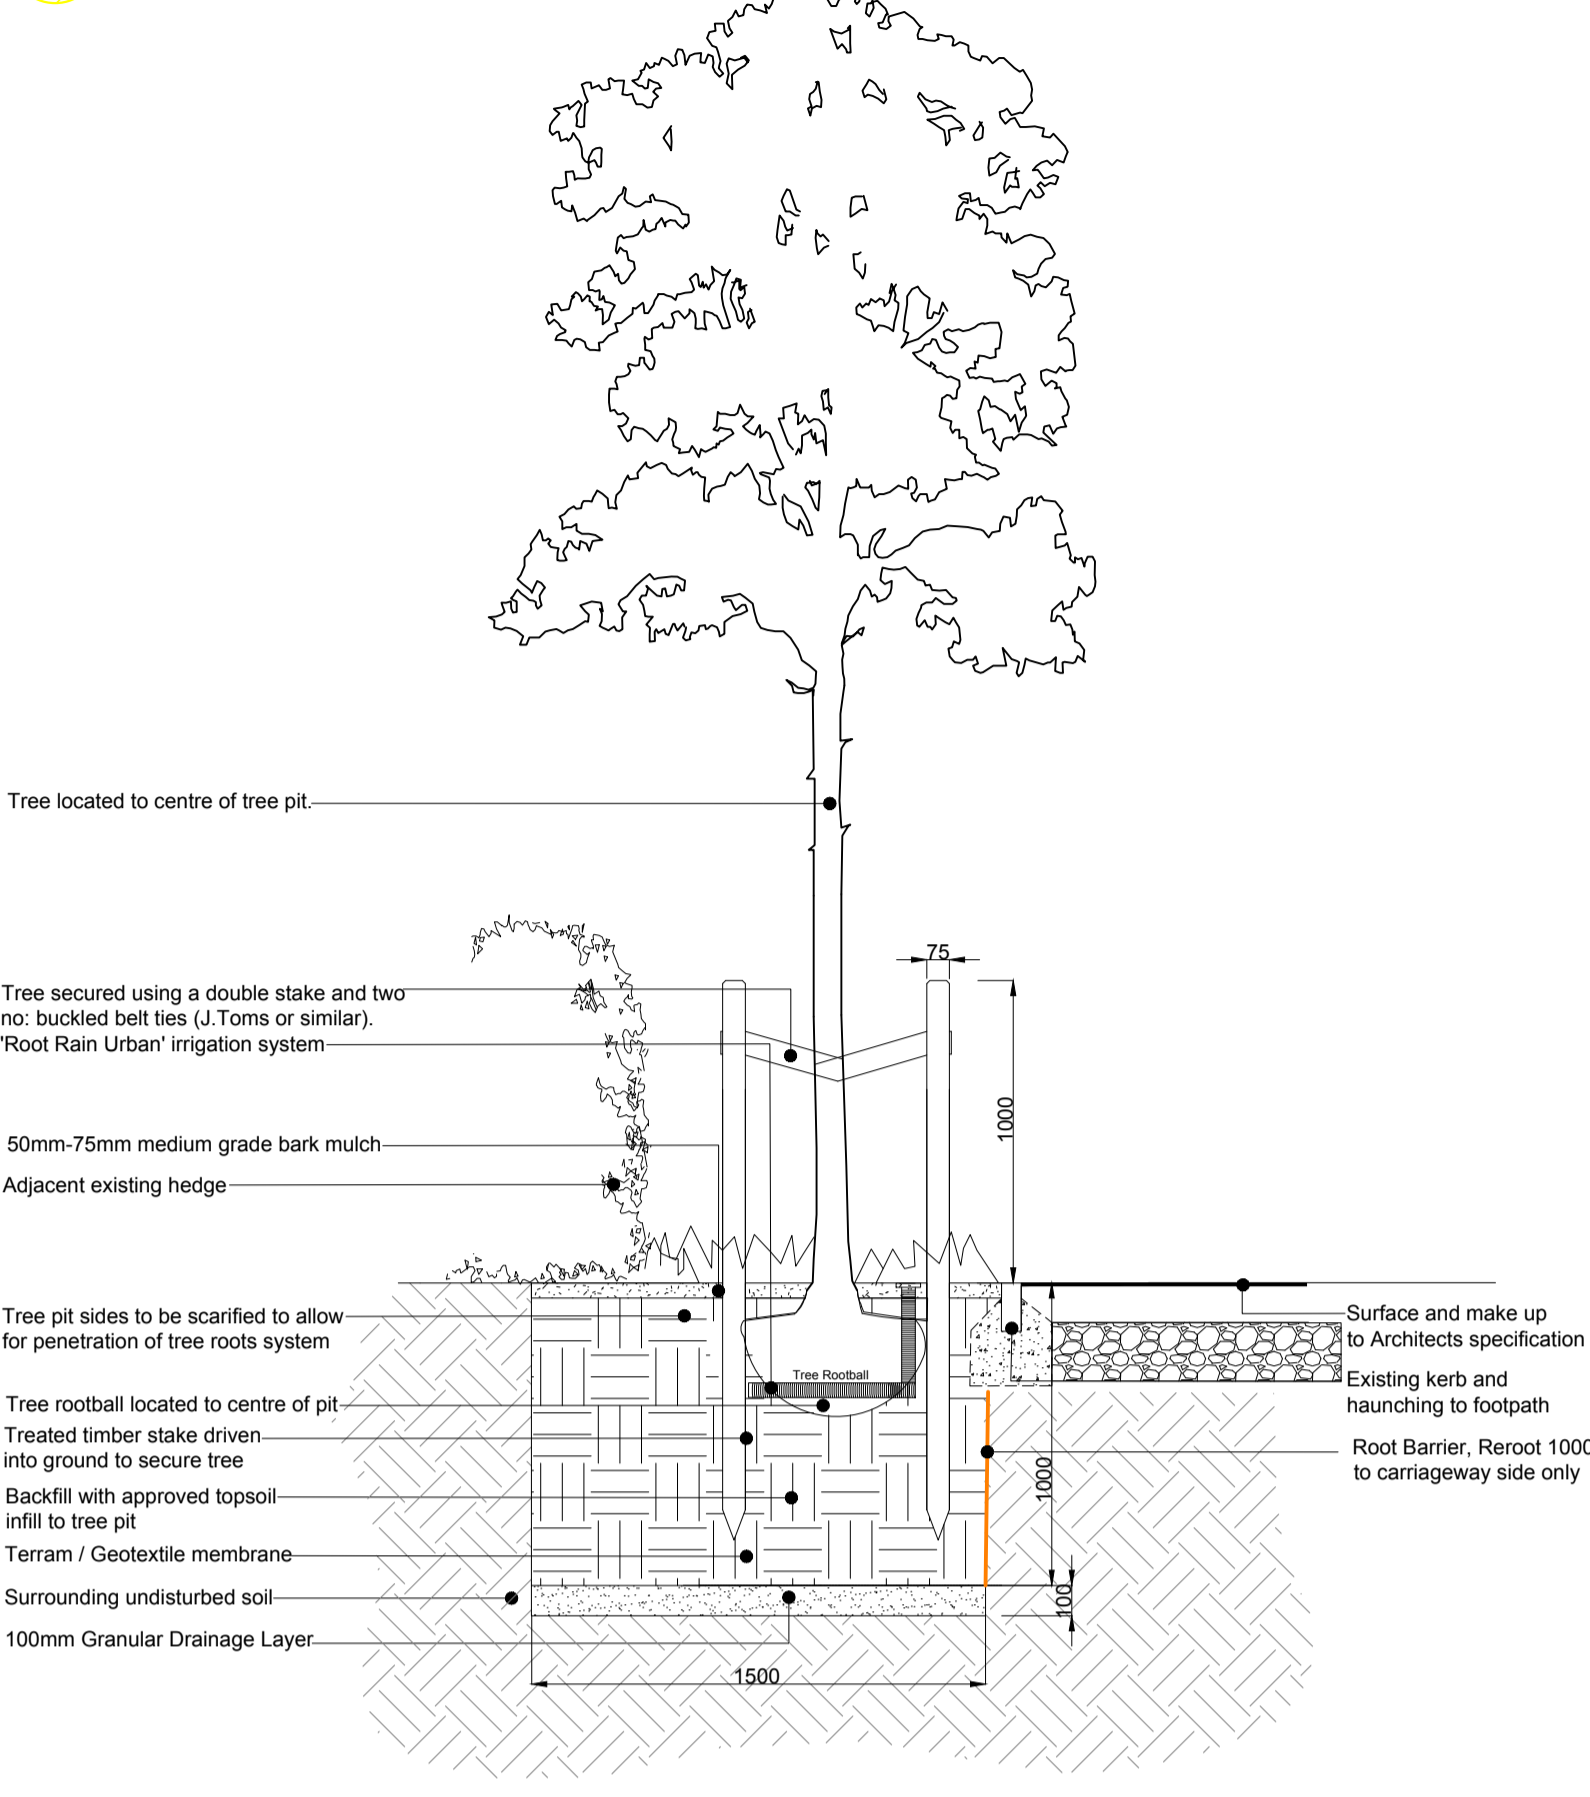 Tree located to centre of tree pit.
75
Tree secured using a double stake and two
no: buckled belt ties (J.Toms or similar).
'Root Rain Urban' irrigation system
1000
50mm-75mm medium grade bark mulch
Adjacent existing hedge
Tree pit sides to be scarified to allow
for penetration of tree roots system
Surface and make up
to Architects specification
Tree Rootball
Existing kerb and
haunching to footpath
Tree rootball located to centre of pit
Treated timber stake driven
into ground to secure tree
Root Barrier, Reroot 1000
to carriageway side only
1000
Backfill with approved topsoil
infill to tree pit
Terram / Geotextile membrane
Surrounding undisturbed soil
100
100mm Granular Drainage Layer
1500